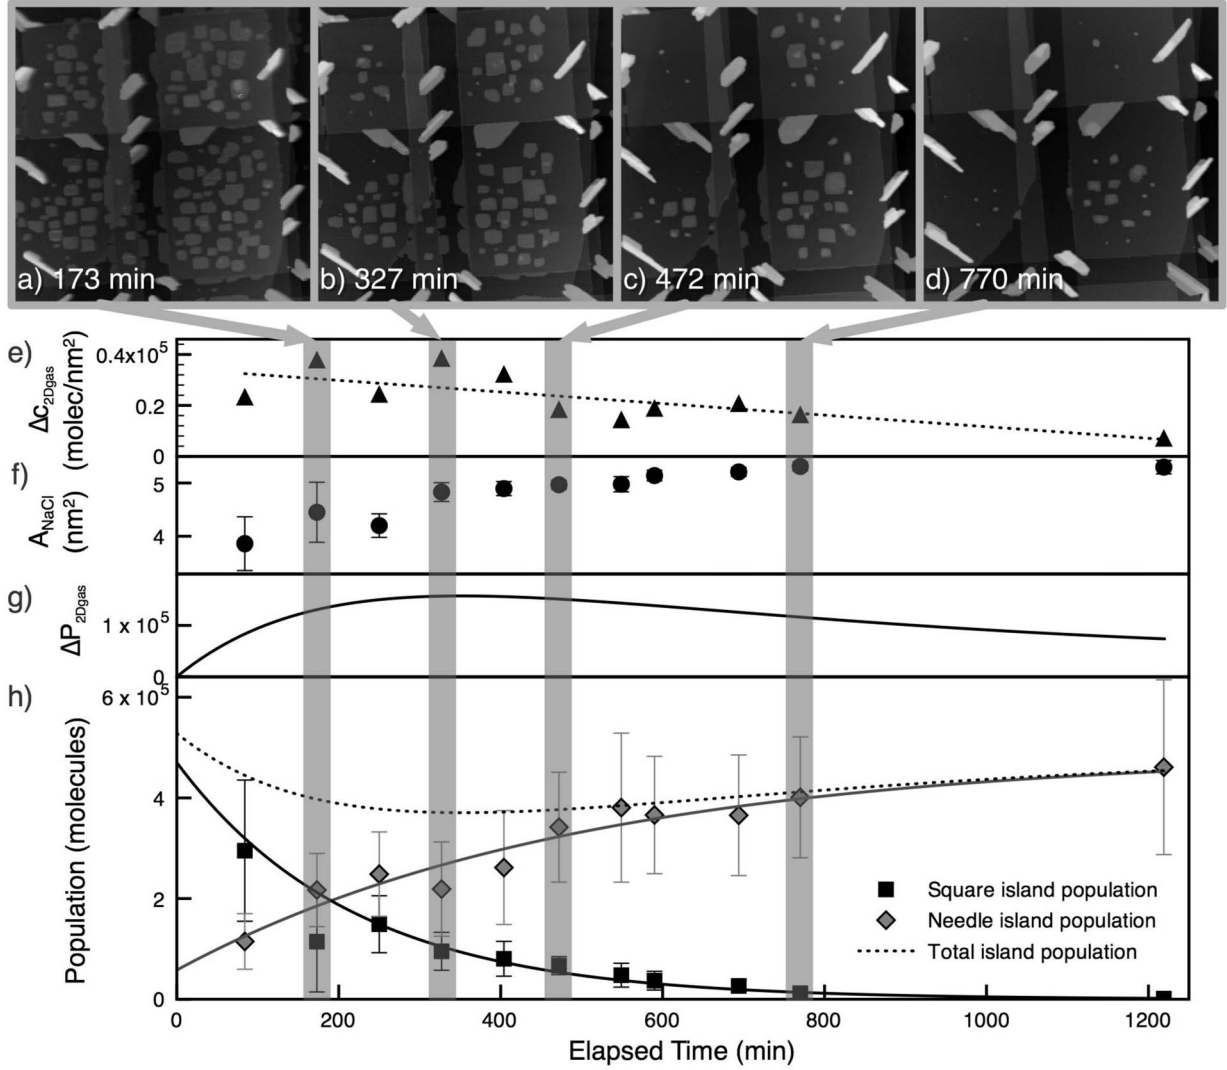 a) 173 min
b) 327 min
c) 472 min
d) 770 min
e)
Δc2Dgas
(molec/nm²)
0.4x10⁵
0.2
0
f)
ANaCl
(nm²)
5
4
g)
ΔP2Dgas
1 x 10⁵
0
h)
Population (molecules)
6 x 10⁵
4
2
0
Square island population
Needle island population
Total island population
0 200 400 600 800 1000 1200
Elapsed Time (min)